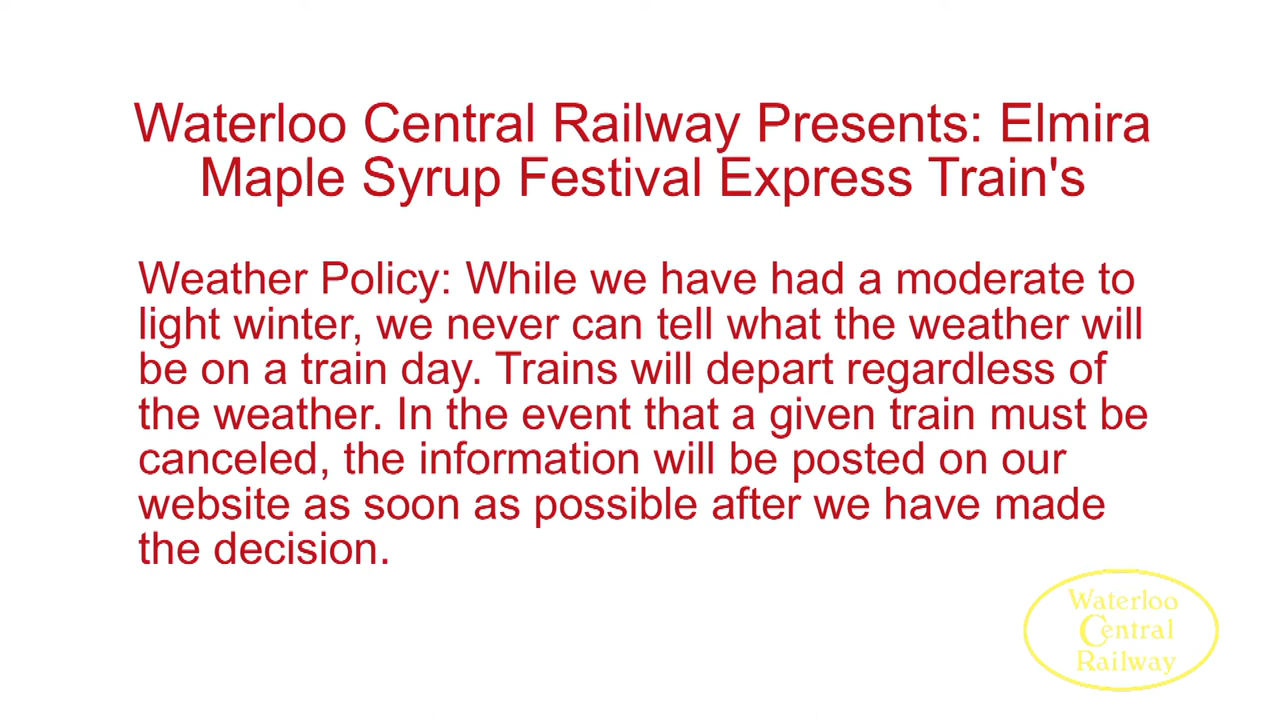 Waterloo Central Railway Presents: Elmira
Maple Syrup Festival Express Train's
Weather Policy: While we have had a moderate to
light winter, we never can tell what the weather will
be on a train day. Trains will depart regardless of
the weather. In the event that a given train must be
canceled, the information will be posted on our
website as soon as possible after we have made
the decision.
Waterloo
Central
Railway